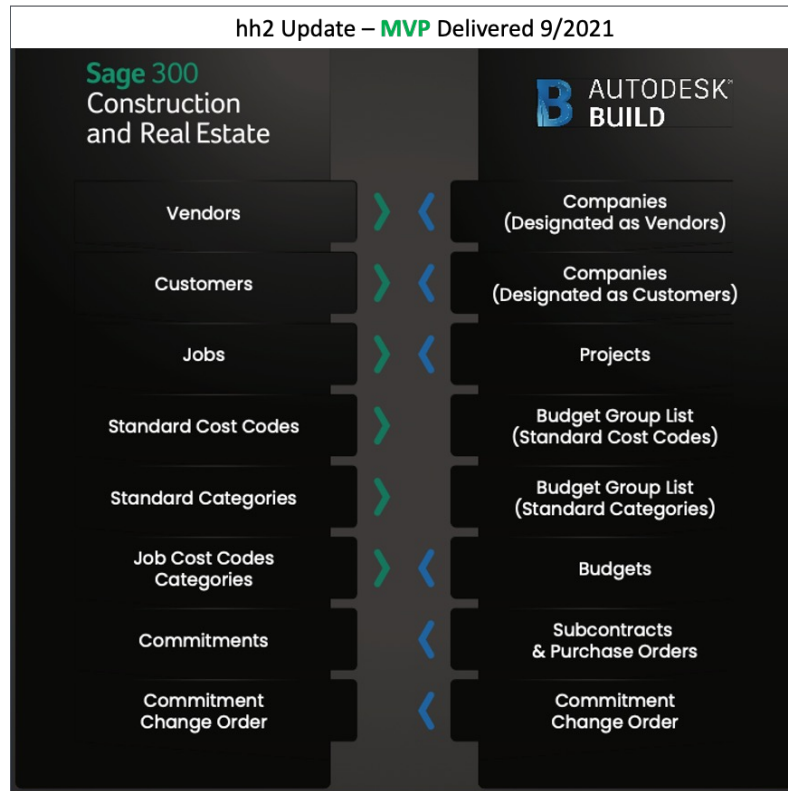 hh2 Update – MVP Delivered 9/2021
Sage 300
Construction
and Real Estate
AUTODESK™
BUILD
Vendors
Companies
(Designated as Vendors)
Customers
Companies
(Designated as Customers)
Jobs
Projects
Standard Cost Codes
Budget Group List
(Standard Cost Codes)
Standard Categories
Budget Group List
(Standard Categories)
Job Cost Codes
Categories
Budgets
Commitments
Subcontracts
& Purchase Orders
Commitment
Change Order
Commitment
Change Order